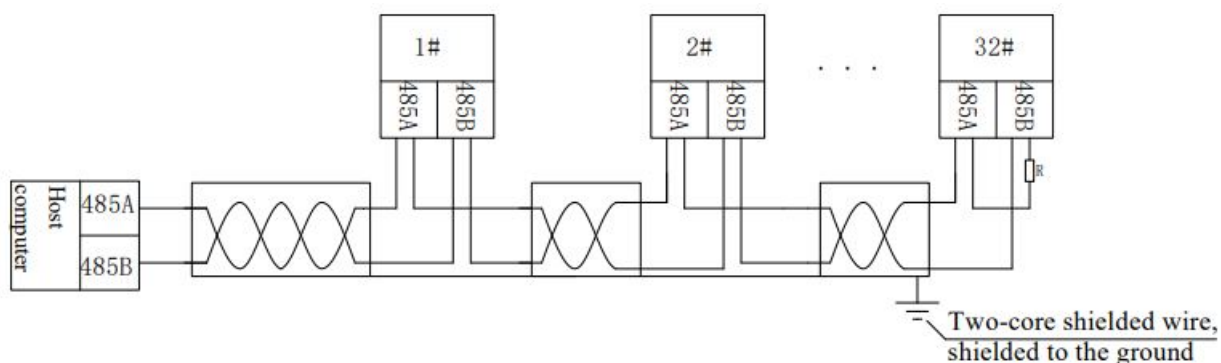 1#
2#
. . .
32#
485A
485B
485A
485B
485A
485B
R
Host
computer
485A
485B
Two-core shielded wire,
shielded to the ground